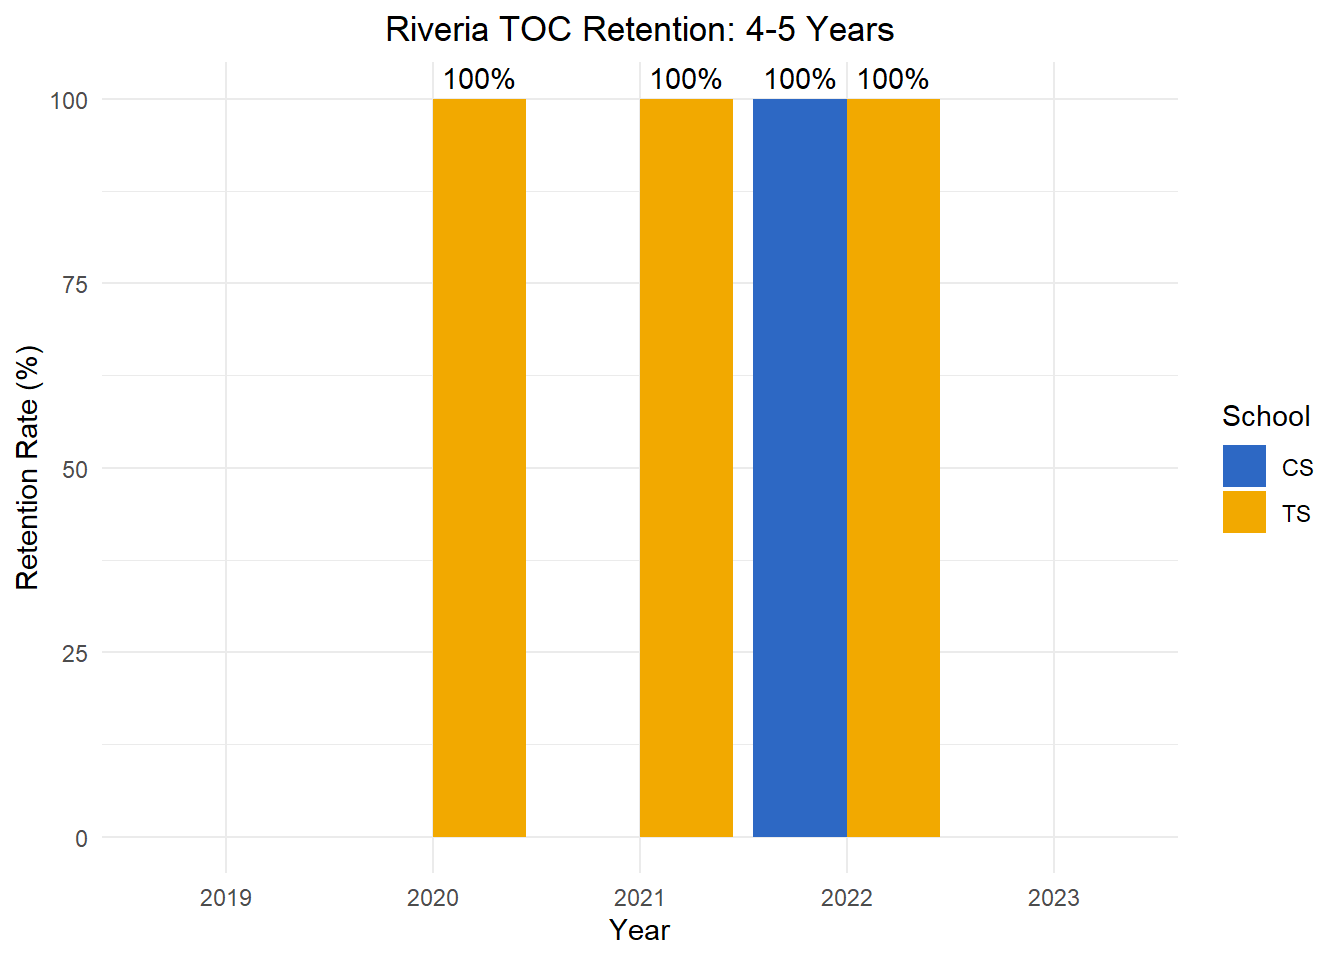 Riveria TOC Retention: 4-5 Years
100% 100% 100% 100%
100
75
50
25
0
Retention Rate (%)
2019 2020 2021 2022 2023
Year
School
CS
TS